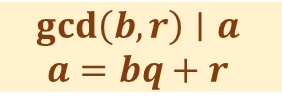 gcd(b, r) | a
a = bq + r